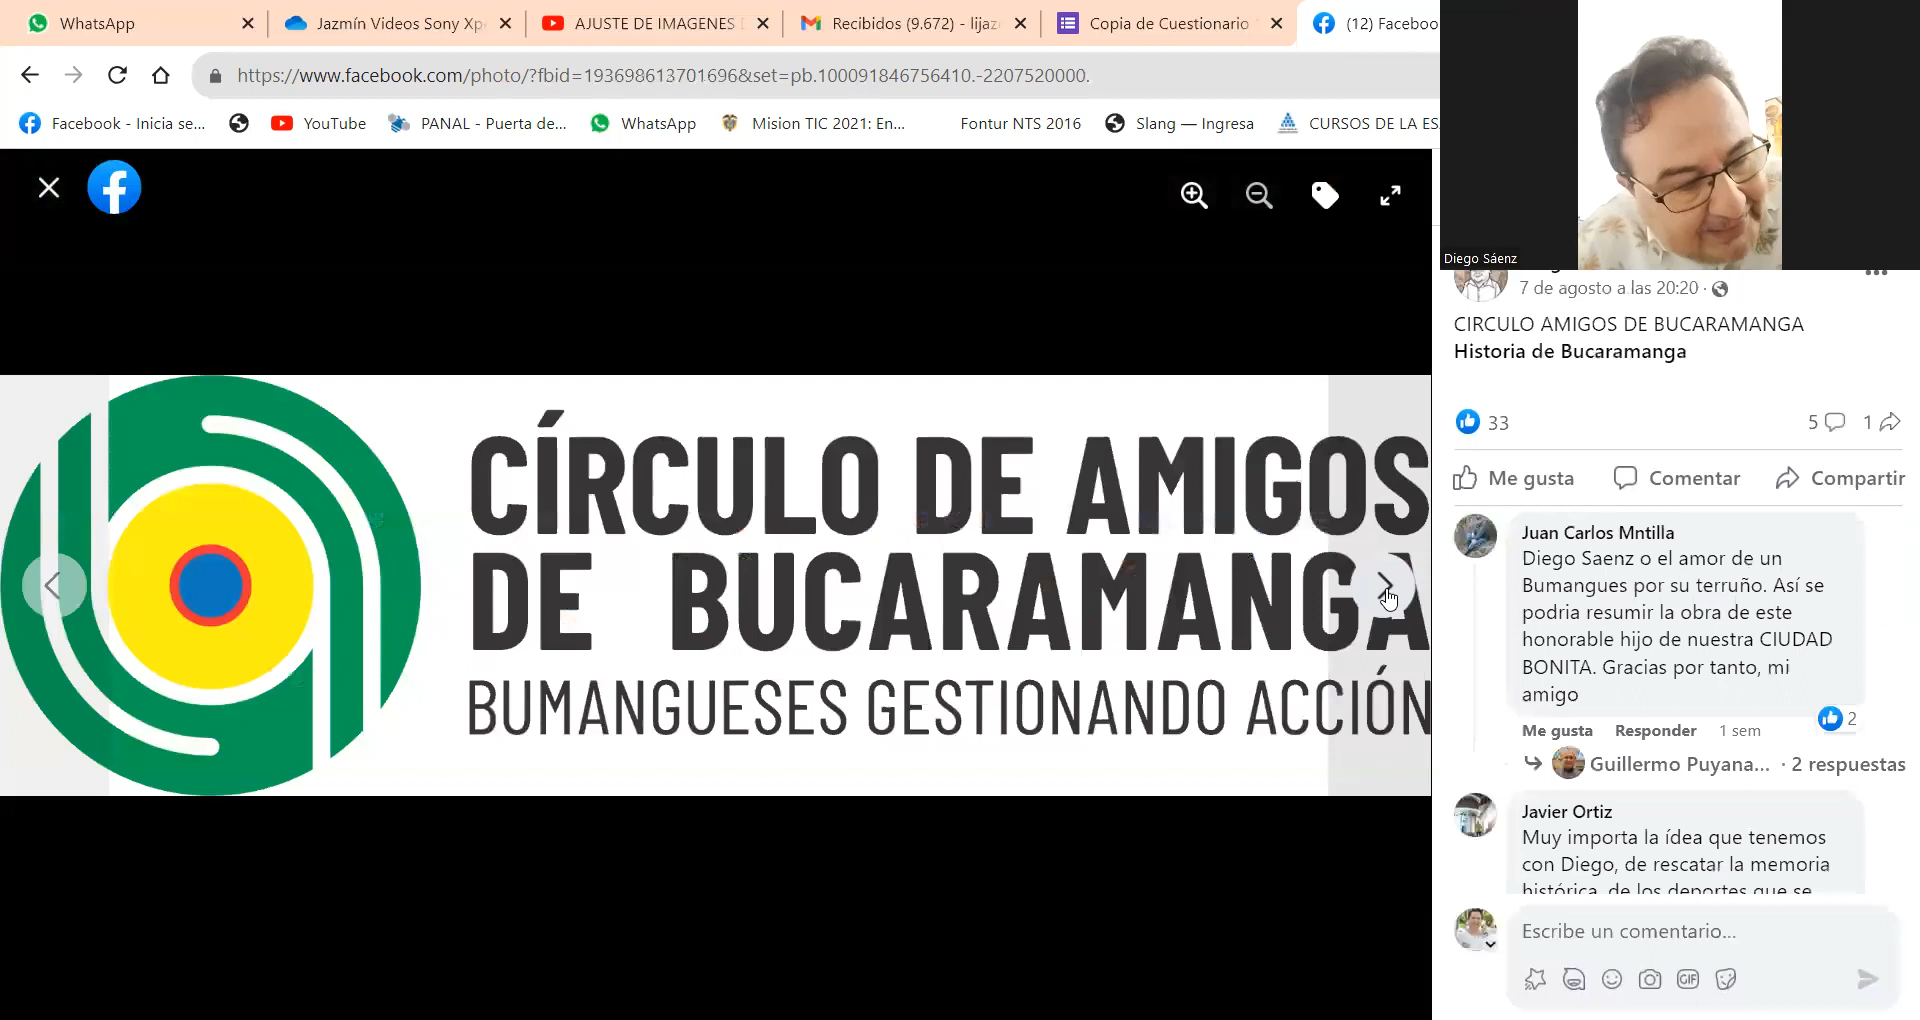 WhatsApp
Jazmín Videos Sony Xp
AJUSTE DE IMAGENES
Recibidos (9.672) - lijaz
Copia de Cuestionario
(12) Faceboo
https://www.facebook.com/photo/?fbid=193698613701696&set=pb.100091846756410.-2207520000.
Facebook - Inicia se...
YouTube
PANAL - Puerta de...
WhatsApp
Mision TIC 2021: En...
Fontur NTS 2016
Slang — Ingresa
CURSOS DE LA ES
Diego Sáenz
CÍRCULO DE AMIGOS
DE BUCARAMANGA
BUMANGUESES GESTIONANDO ACCIÓN
7 de agosto a las 20:20 ·
CIRCULO AMIGOS DE BUCARAMANGA
Historia de Bucaramanga
33
5
1
Me gusta
Comentar
Compartir
Juan Carlos Mntilla
Diego Saenz o el amor de un
Bumangues por su terruño. Así se
podria resumir la obra de este
honorable hijo de nuestra CIUDAD
BONITA. Gracias por tanto, mi
amigo
2
Me gusta Responder 1 sem
Guillermo Puyana... · 2 respuestas
Javier Ortiz
Muy importa la ídea que tenemos
con Diego, de rescatar la memoria
histórica, de los deportes que se
Escribe un comentario...
GIF